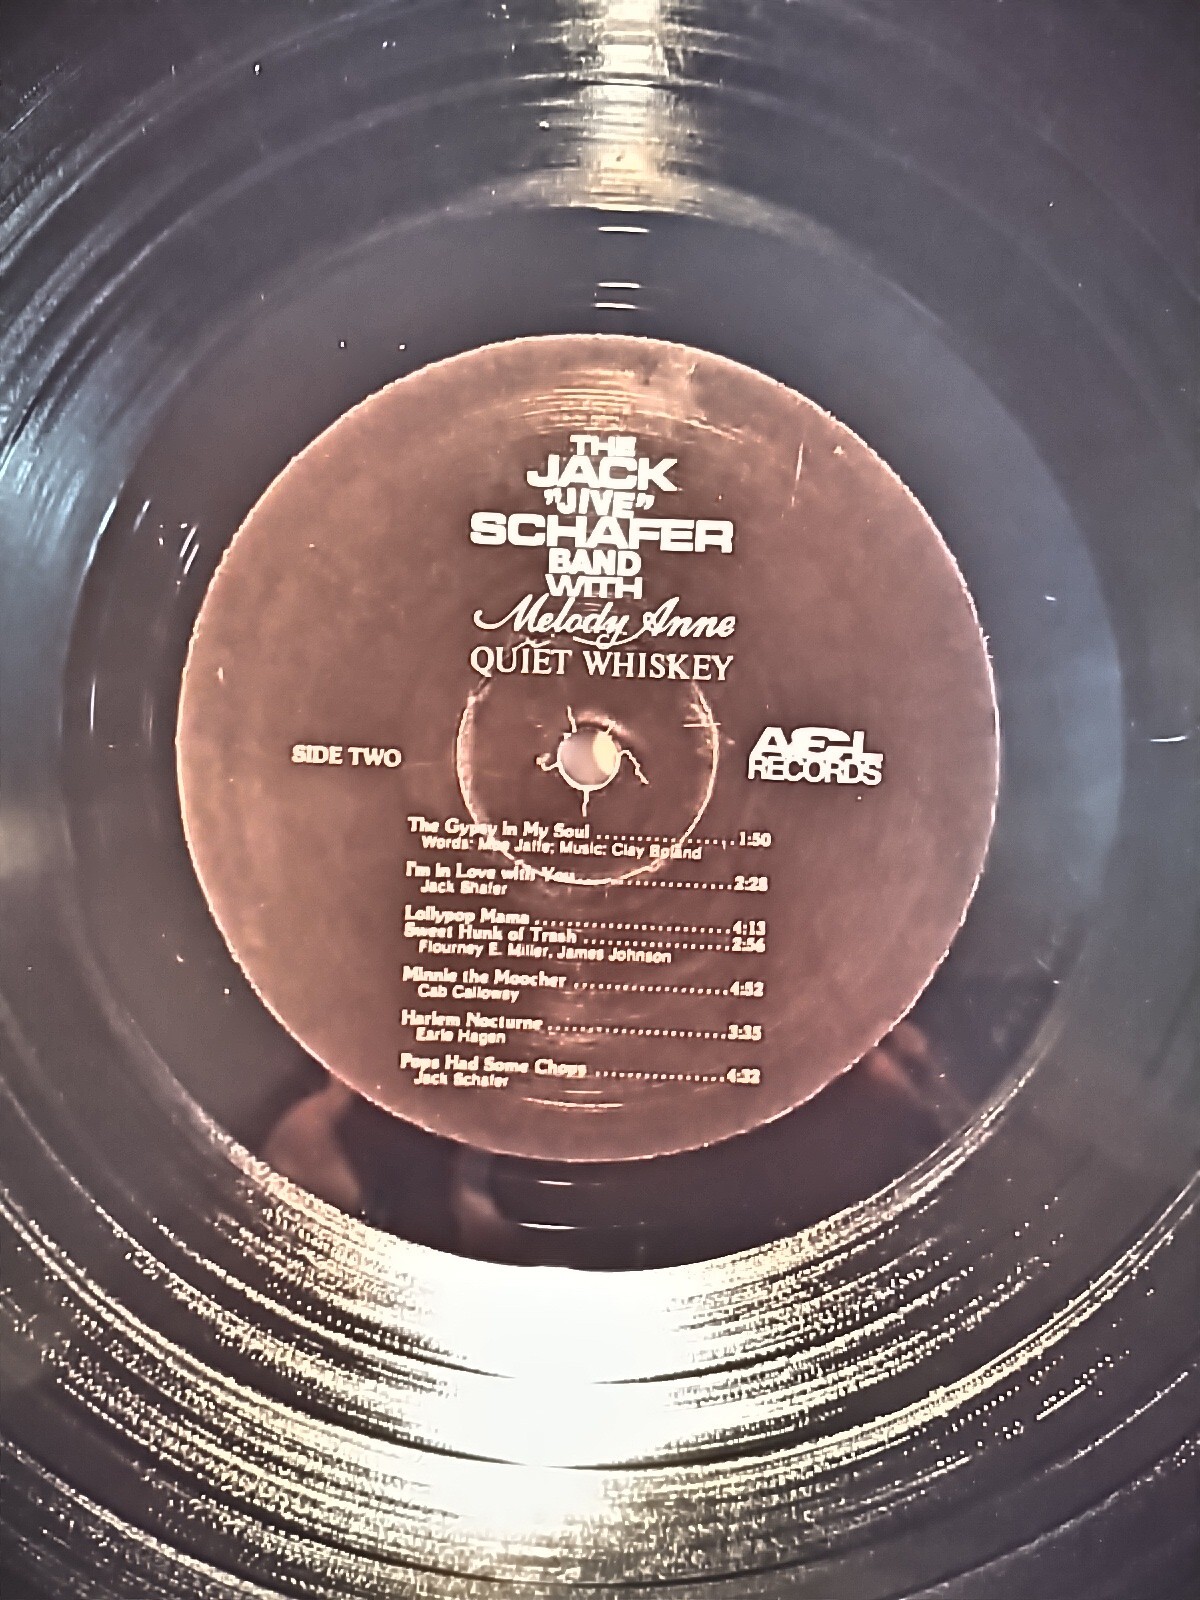 THE
JACK
"JIVE"
SCHAFER
BAND
WITH
Melody Anne
QUIET WHISKEY
SIDE TWO
A&L
RECORDS
The Gypsy In My Soul ................. 1:50
Words: Moe Jaffe; Music: Clay Boland
I'm In Love with You ................. 2:28
Jack Shafer
Lollypop Mama ................. 4:13
Sweet Hunk of Trash ................. 2:56
Flourney E. Miller, James Johnson
Minnie the Moocher ................. 4:52
Cab Calloway
Harlem Nocturne ................. 3:35
Earle Hagen
Pops Had Some Chops ................. 4:32
Jack Schafer